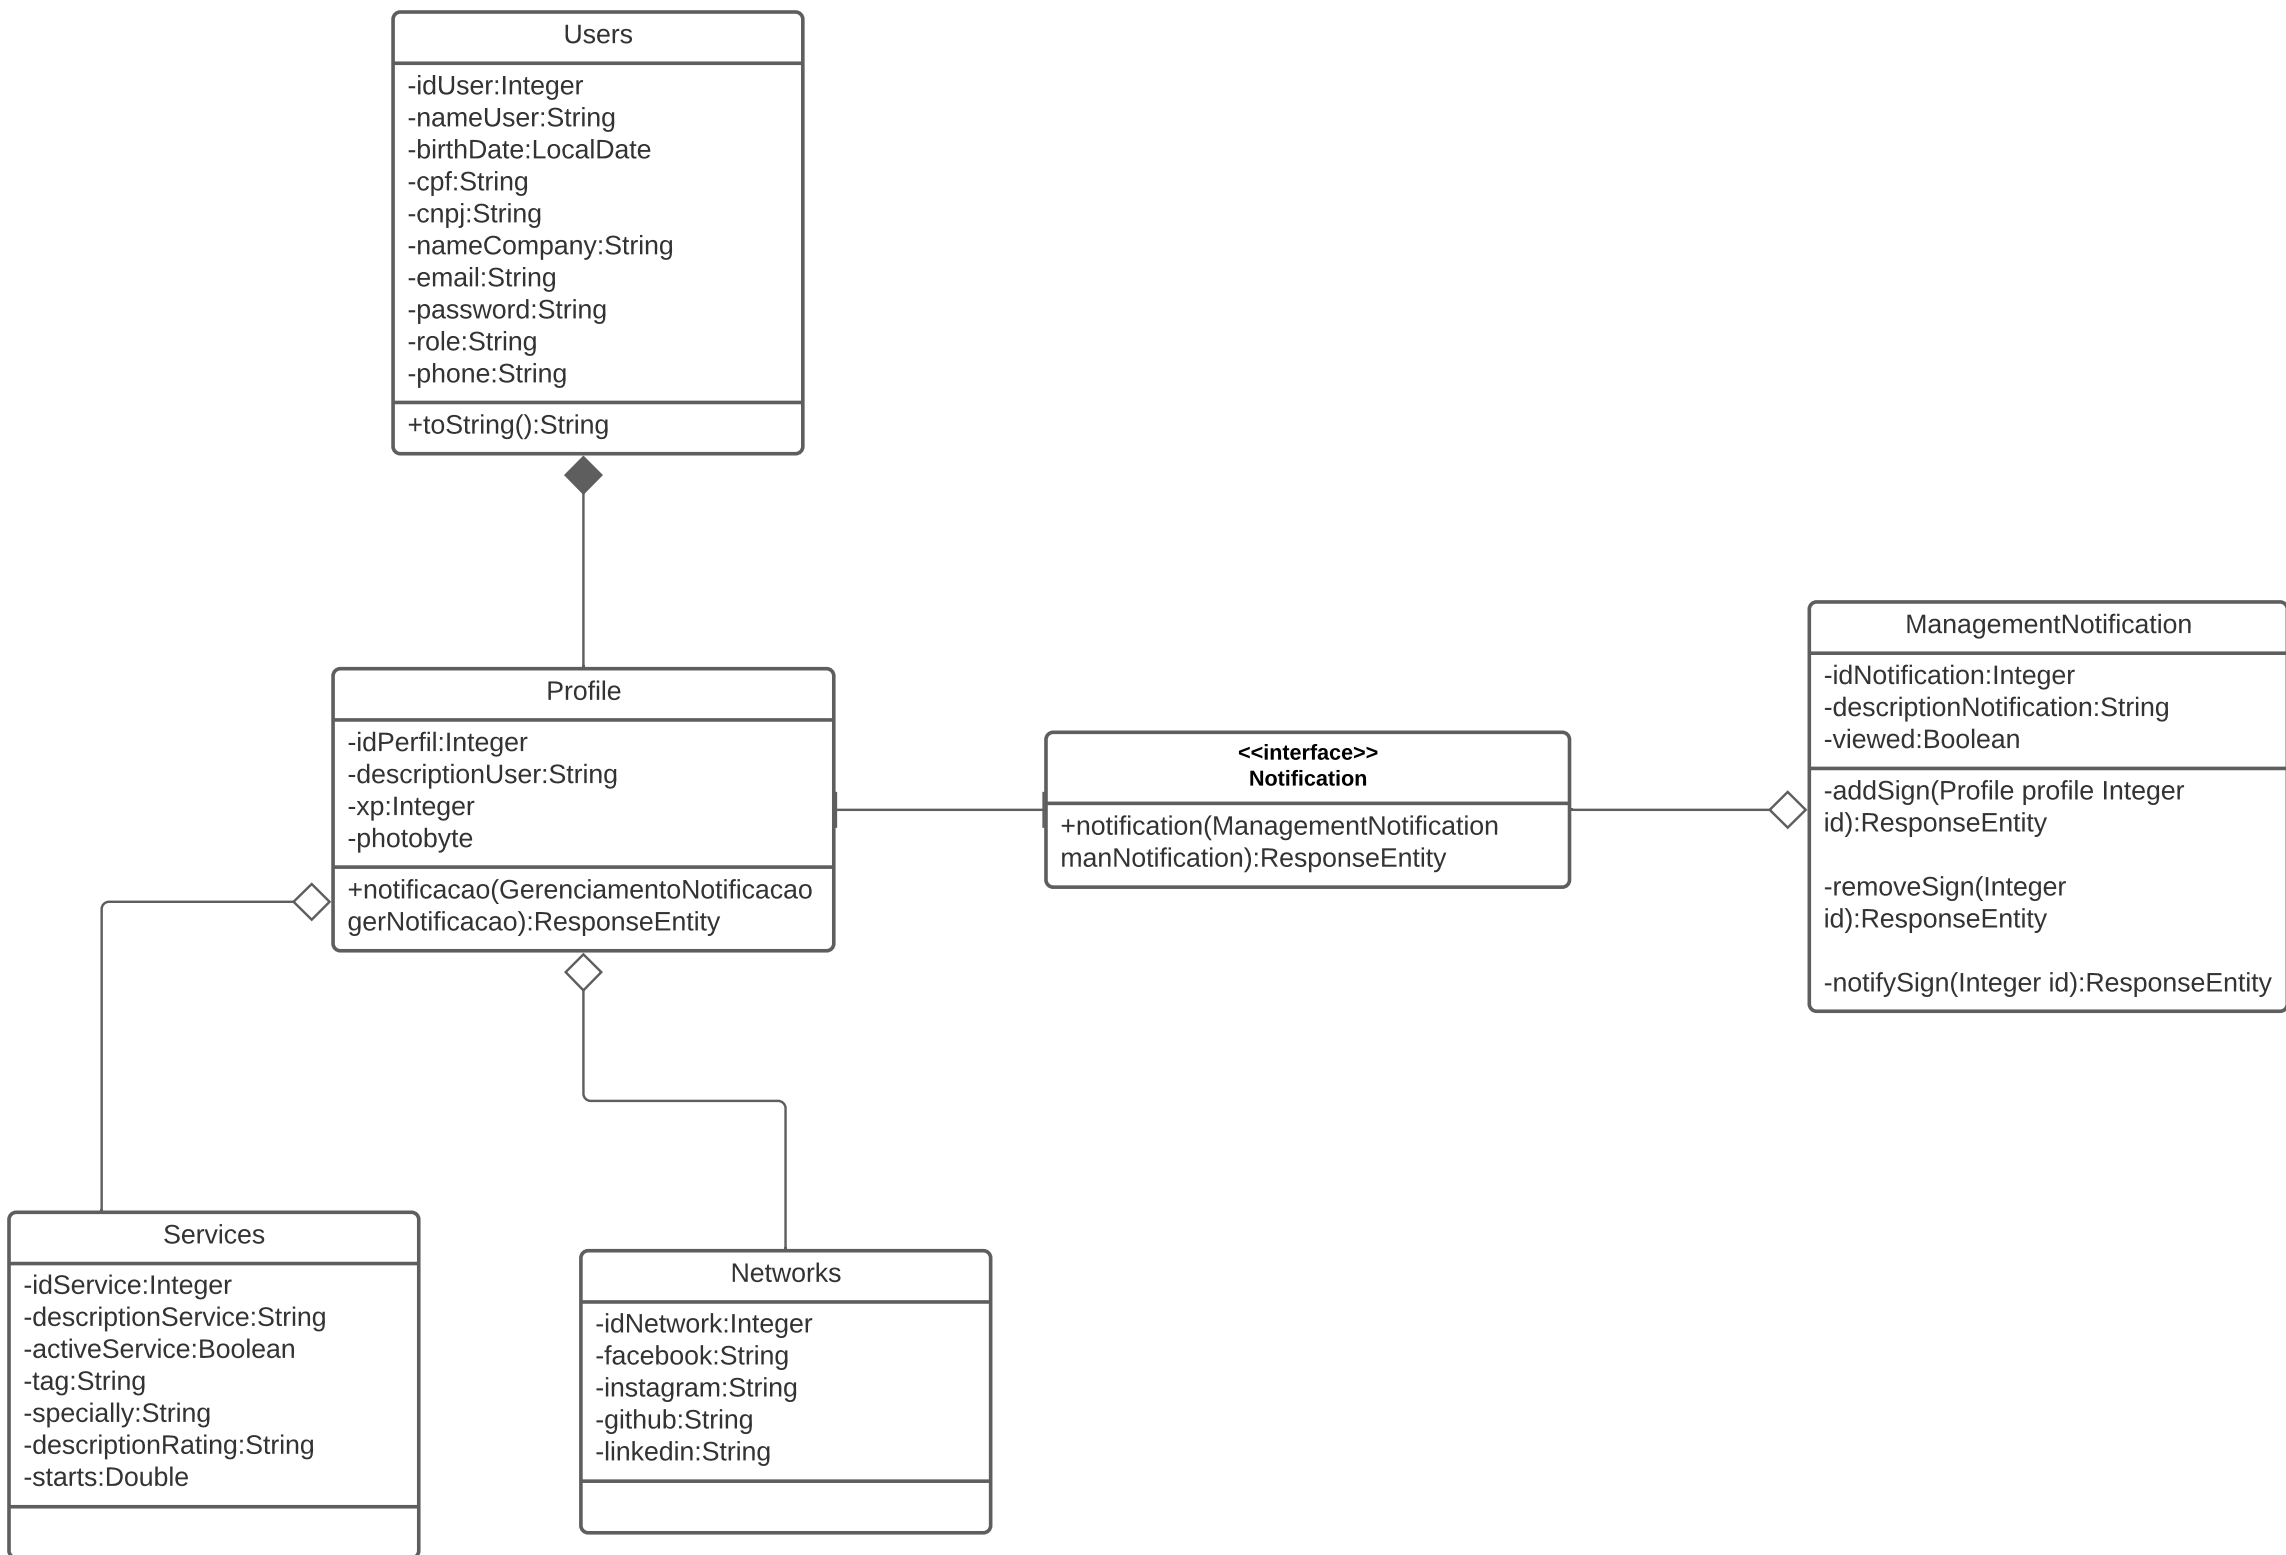 Users
-idUser:Integer
-nameUser:String
-birthDate:LocalDate
-cpf:String
-cnpj:String
-nameCompany:String
-email:String
-password:String
-role:String
-phone:String
+toString():String
Profile
-idPerfil:Integer
-descriptionUser:String
-xp:Integer
-photobyte
+notificacao(GerenciamentoNotificacao
gerNotificacao):ResponseEntity
<<interface>>
Notification
+notification(ManagementNotification
manNotification):ResponseEntity
ManagementNotification
-idNotification:Integer
-descriptionNotification:String
-viewed:Boolean
-addSign(Profile profile Integer
id):ResponseEntity
-removeSign(Integer
id):ResponseEntity
-notifySign(Integer id):ResponseEntity
Services
-idService:Integer
-descriptionService:String
-activeService:Boolean
-tag:String
-specially:String
-descriptionRating:String
-starts:Double
Networks
-idNetwork:Integer
-facebook:String
-instagram:String
-github:String
-linkedin:String